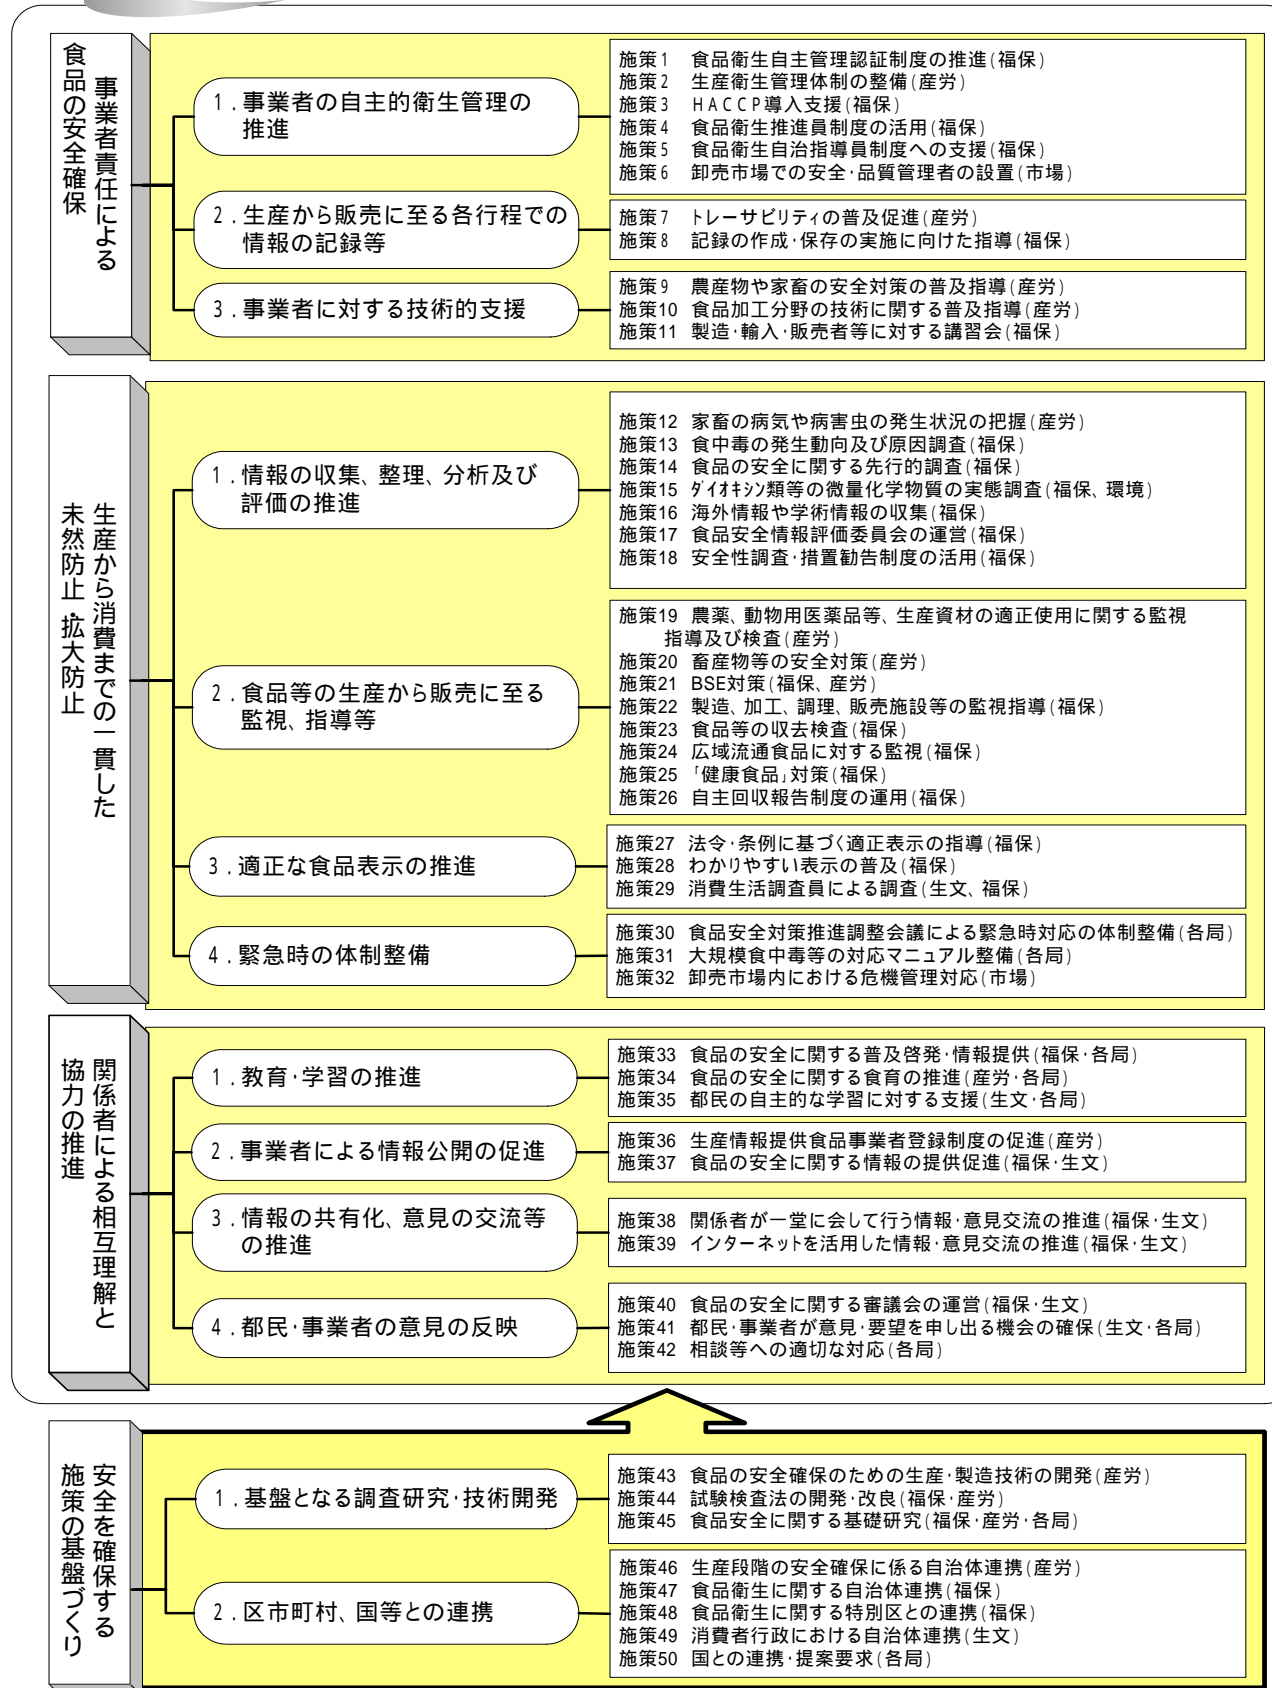 事業者責任による
食品の安全確保
1．事業者の自主的衛生管理の
推進
施策1 食品衛生自主管理認証制度の推進(福保)
施策2 生産衛生管理体制の整備(産労)
施策3 HACCP導入支援(福保)
施策4 食品衛生推進員制度の活用(福保)
施策5 食品衛生自治指導員制度への支援(福保)
施策6 卸売市場での安全・品質管理者の設置(市場)
2．生産から販売に至る各行程での
情報の記録等
施策7 トレーサビリティの普及促進(産労)
施策8 記録の作成・保存の実施に向けた指導(福保)
3．事業者に対する技術的支援
施策9 農産物や家畜の安全対策の普及指導(産労)
施策10 食品加工分野の技術に関する普及指導(産労)
施策11 製造・輸入・販売者等に対する講習会(福保)
生産から消費までの一貫した
未然防止・拡大防止
1．情報の収集、整理、分析及び
評価の推進
施策12 家畜の病気や病害虫の発生状況の把握(産労)
施策13 食中毒の発生動向及び原因調査(福保)
施策14 食品の安全に関する先行的調査(福保)
施策15 ダイオキシン類等の微量化学物質の実態調査(福保、環境)
施策16 海外情報や学術情報の収集(福保)
施策17 食品安全情報評価委員会の運営(福保)
施策18 安全性調査・措置勧告制度の活用(福保)
2．食品等の生産から販売に至る
監視、指導等
施策19 農薬、動物用医薬品等、生産資材の適正使用に関する監視
指導及び検査(産労)
施策20 畜産物等の安全対策(産労)
施策21 BSE対策(福保、産労)
施策22 製造、加工、調理、販売施設等の監視指導(福保)
施策23 食品等の収去検査(福保)
施策24 広域流通食品に対する監視(福保)
施策25 「健康食品」対策(福保)
施策26 自主回収報告制度の運用(福保)
3．適正な食品表示の推進
施策27 法令・条例に基づく適正表示の指導(福保)
施策28 わかりやすい表示の普及(福保)
施策29 消費生活調査員による調査(生文、福保)
4．緊急時の体制整備
施策30 食品安全対策推進調整会議による緊急時対応の体制整備(各局)
施策31 大規模食中毒等の対応マニュアル整備(各局)
施策32 卸売市場内における危機管理対応(市場)
関係者による相互理解と
協力の推進
1．教育・学習の推進
施策33 食品の安全に関する普及啓発・情報提供(福保・各局)
施策34 食品の安全に関する食育の推進(産労・各局)
施策35 都民の自主的な学習に対する支援(生文・各局)
2．事業者による情報公開の促進
施策36 生産情報提供食品事業者登録制度の促進(産労)
施策37 食品の安全に関する情報の提供促進(福保・生文)
3．情報の共有化、意見の交流等
の推進
施策38 関係者が一堂に会して行う情報・意見交流の推進(福保・生文)
施策39 インターネットを活用した情報・意見交流の推進(福保・生文)
4．都民・事業者の意見の反映
施策40 食品の安全に関する審議会の運営(福保・生文)
施策41 都民・事業者が意見・要望を申し出る機会の確保(生文・各局)
施策42 相談等への適切な対応(各局)
安全を確保する
施策の基盤づくり
1．基盤となる調査研究・技術開発
施策43 食品の安全確保のための生産・製造技術の開発(産労)
施策44 試験検査法の開発・改良(福保・産労)
施策45 食品安全に関する基礎研究(福保・産労・各局)
2．区市町村、国等との連携
施策46 生産段階の安全確保に係る自治体連携(産労)
施策47 食品衛生に関する自治体連携(福保)
施策48 食品衛生に関する特別区との連携(福保)
施策49 消費者行政における自治体連携(生文)
施策50 国との連携・提案要求(各局)